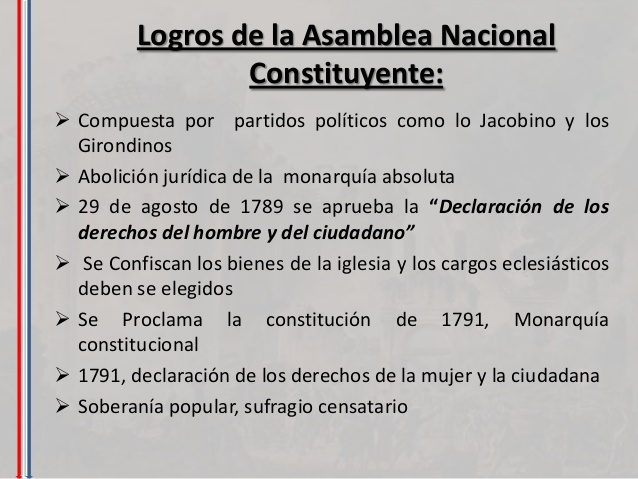 Logros de la Asamblea Nacional
Constituyente:
➢ Compuesta por partidos políticos como lo Jacobino y los
Girondinos
➢ Abolición jurídica de la monarquía absoluta
➢ 29 de agosto de 1789 se aprueba la “Declaración de los
derechos del hombre y del ciudadano”
➢ Se Confiscan los bienes de la iglesia y los cargos eclesiásticos
deben se elegidos
➢ Se Proclama la constitución de 1791, Monarquía
constitucional
➢ 1791, declaración de los derechos de la mujer y la ciudadana
➢ Soberanía popular, sufragio censatario